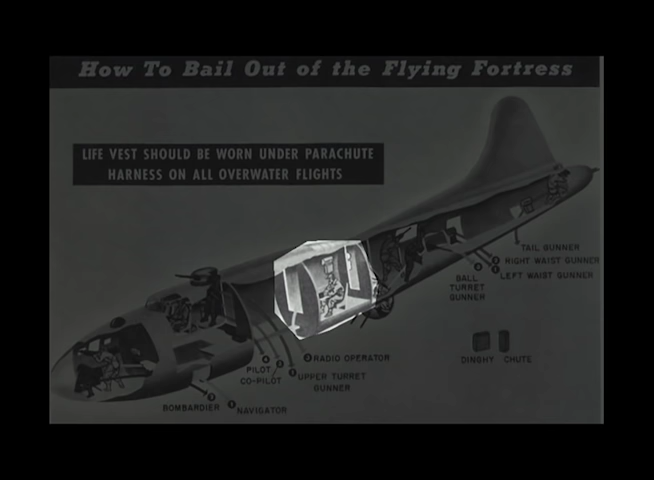 How To Bail Out of the Flying Fortress
LIFE VEST SHOULD BE WORN UNDER PARACHUTE
HARNESS ON ALL OVERWATER FLIGHTS
TAIL GUNNER
RIGHT WAIST GUNNER
LEFT WAIST GUNNER
BALL
TURRET
GUNNER
DINGHY CHUTE
RADIO OPERATOR
PILOT
CO-PILOT
UPPER TURRET
GUNNER
BOMBARDIER
NAVIGATOR